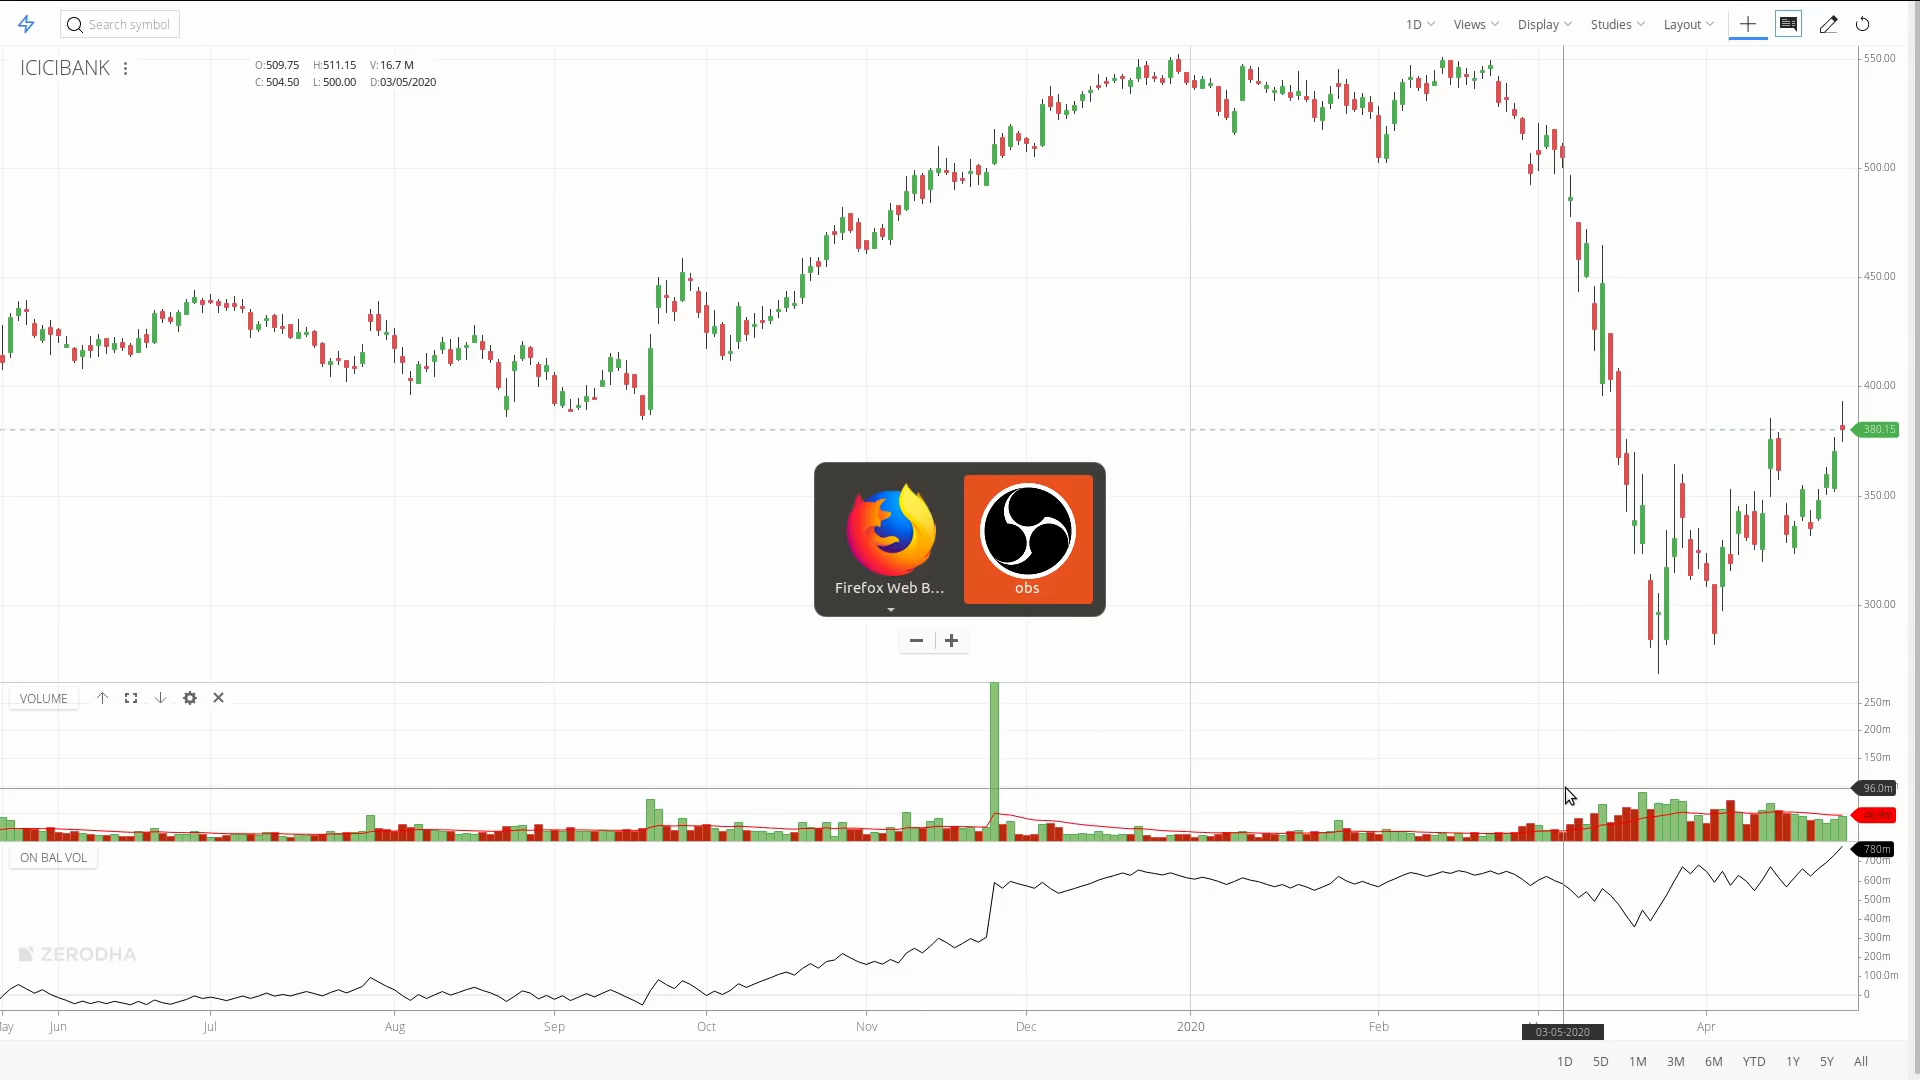 Search symbol
1D Views Display Studies Layout
ICICIBANK
O:509.75 H:511.15 V:16.7 M
C: 504.50 L: 500.00 D:03/05/2020
550.00
500.00
450.00
400.00
380.15
350.00
300.00
Firefox Web B... obs
VOLUME
250m
200m
150m
96.0m
ON BAL VOL
780m
700m
600m
500m
400m
300m
200m
100.0m
0
ZERODHA
Jun Jul Aug Sep Oct Nov Dec 2020 Feb Apr
03-05-2020
1D 5D 1M 3M 6M YTD 1Y 5Y All